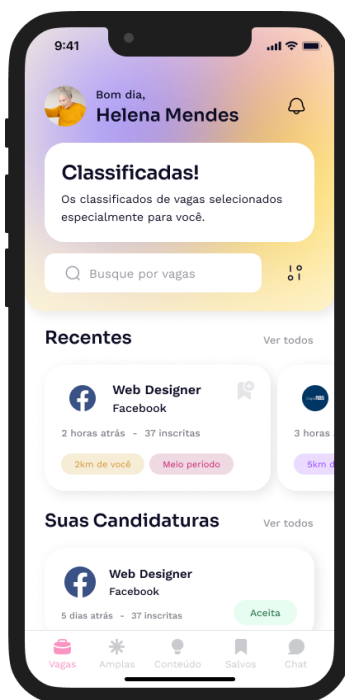 9:41
Bom dia,
Helena Mendes
Classificadas!
Os classificados de vagas selecionados
especialmente para você.
Busque por vagas
Recentes
Ver todos
Web Designer
Facebook
2 horas atrás - 37 inscritas
2km de você
Meio período
3 horas
5km d
Suas Candidaturas
Ver todos
Web Designer
Facebook
5 dias atrás - 37 inscritas
Aceita
Vagas
Amplas
Conteúdo
Salvos
Chat